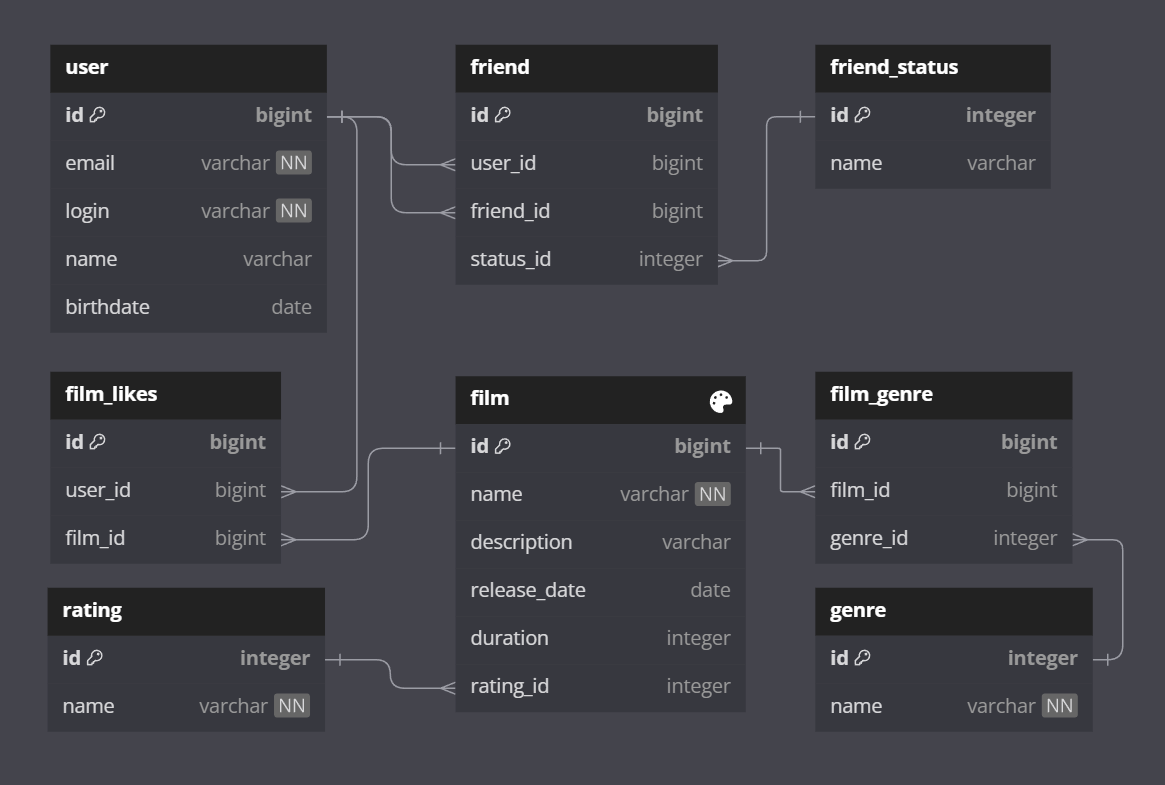 user
id bigint
email varchar NN
login varchar NN
name varchar
birthdate date
friend
id bigint
user_id bigint
friend_id bigint
status_id integer
friend_status
id integer
name varchar
film_likes
id bigint
user_id bigint
film_id bigint
film
id bigint
name varchar NN
description varchar
release_date date
duration integer
rating_id integer
film_genre
id bigint
film_id bigint
genre_id integer
rating
id integer
name varchar NN
genre
id integer
name varchar NN